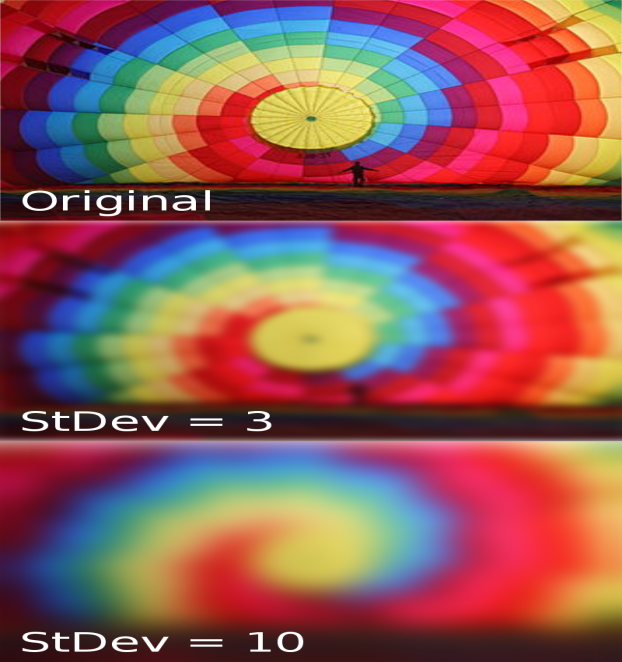 Original
StDev = 3
StDev = 10